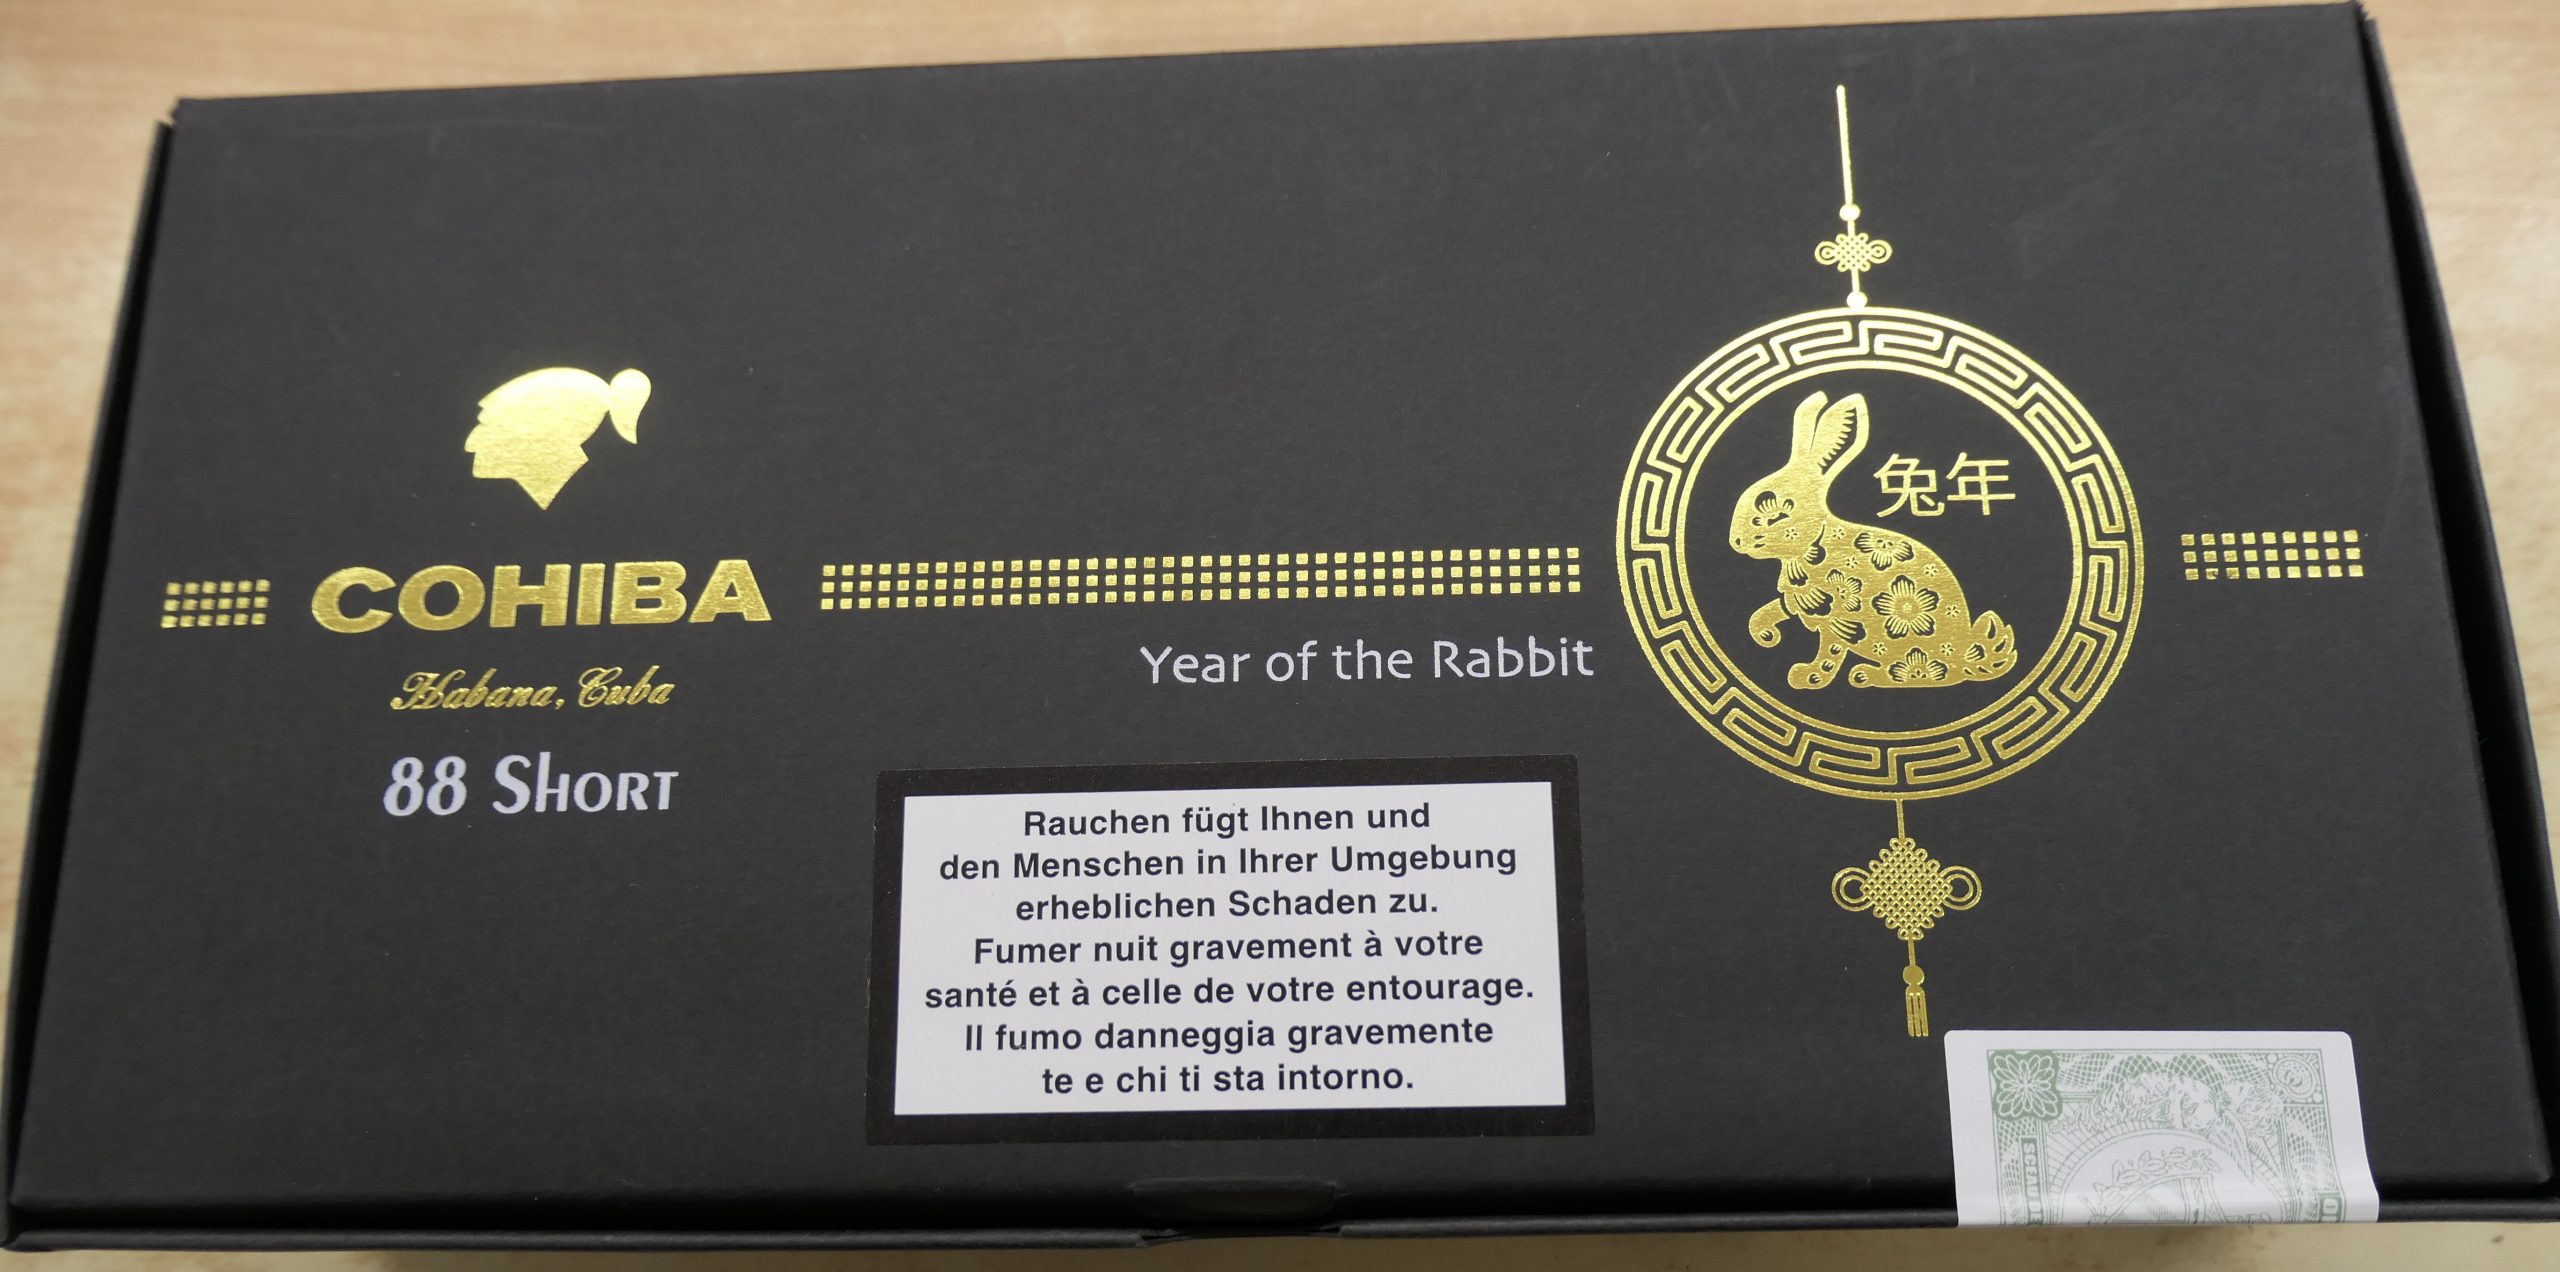 COHIBA
Habana, Cuba
88 SHORT
Year of the Rabbit
兔年
Rauchen fügt Ihnen und
den Menschen in Ihrer Umgebung
erheblichen Schaden zu.
Fumer nuit gravement à votre
santé et à celle de votre entourage.
Il fumo danneggia gravemente
te e chi ti sta intorno.